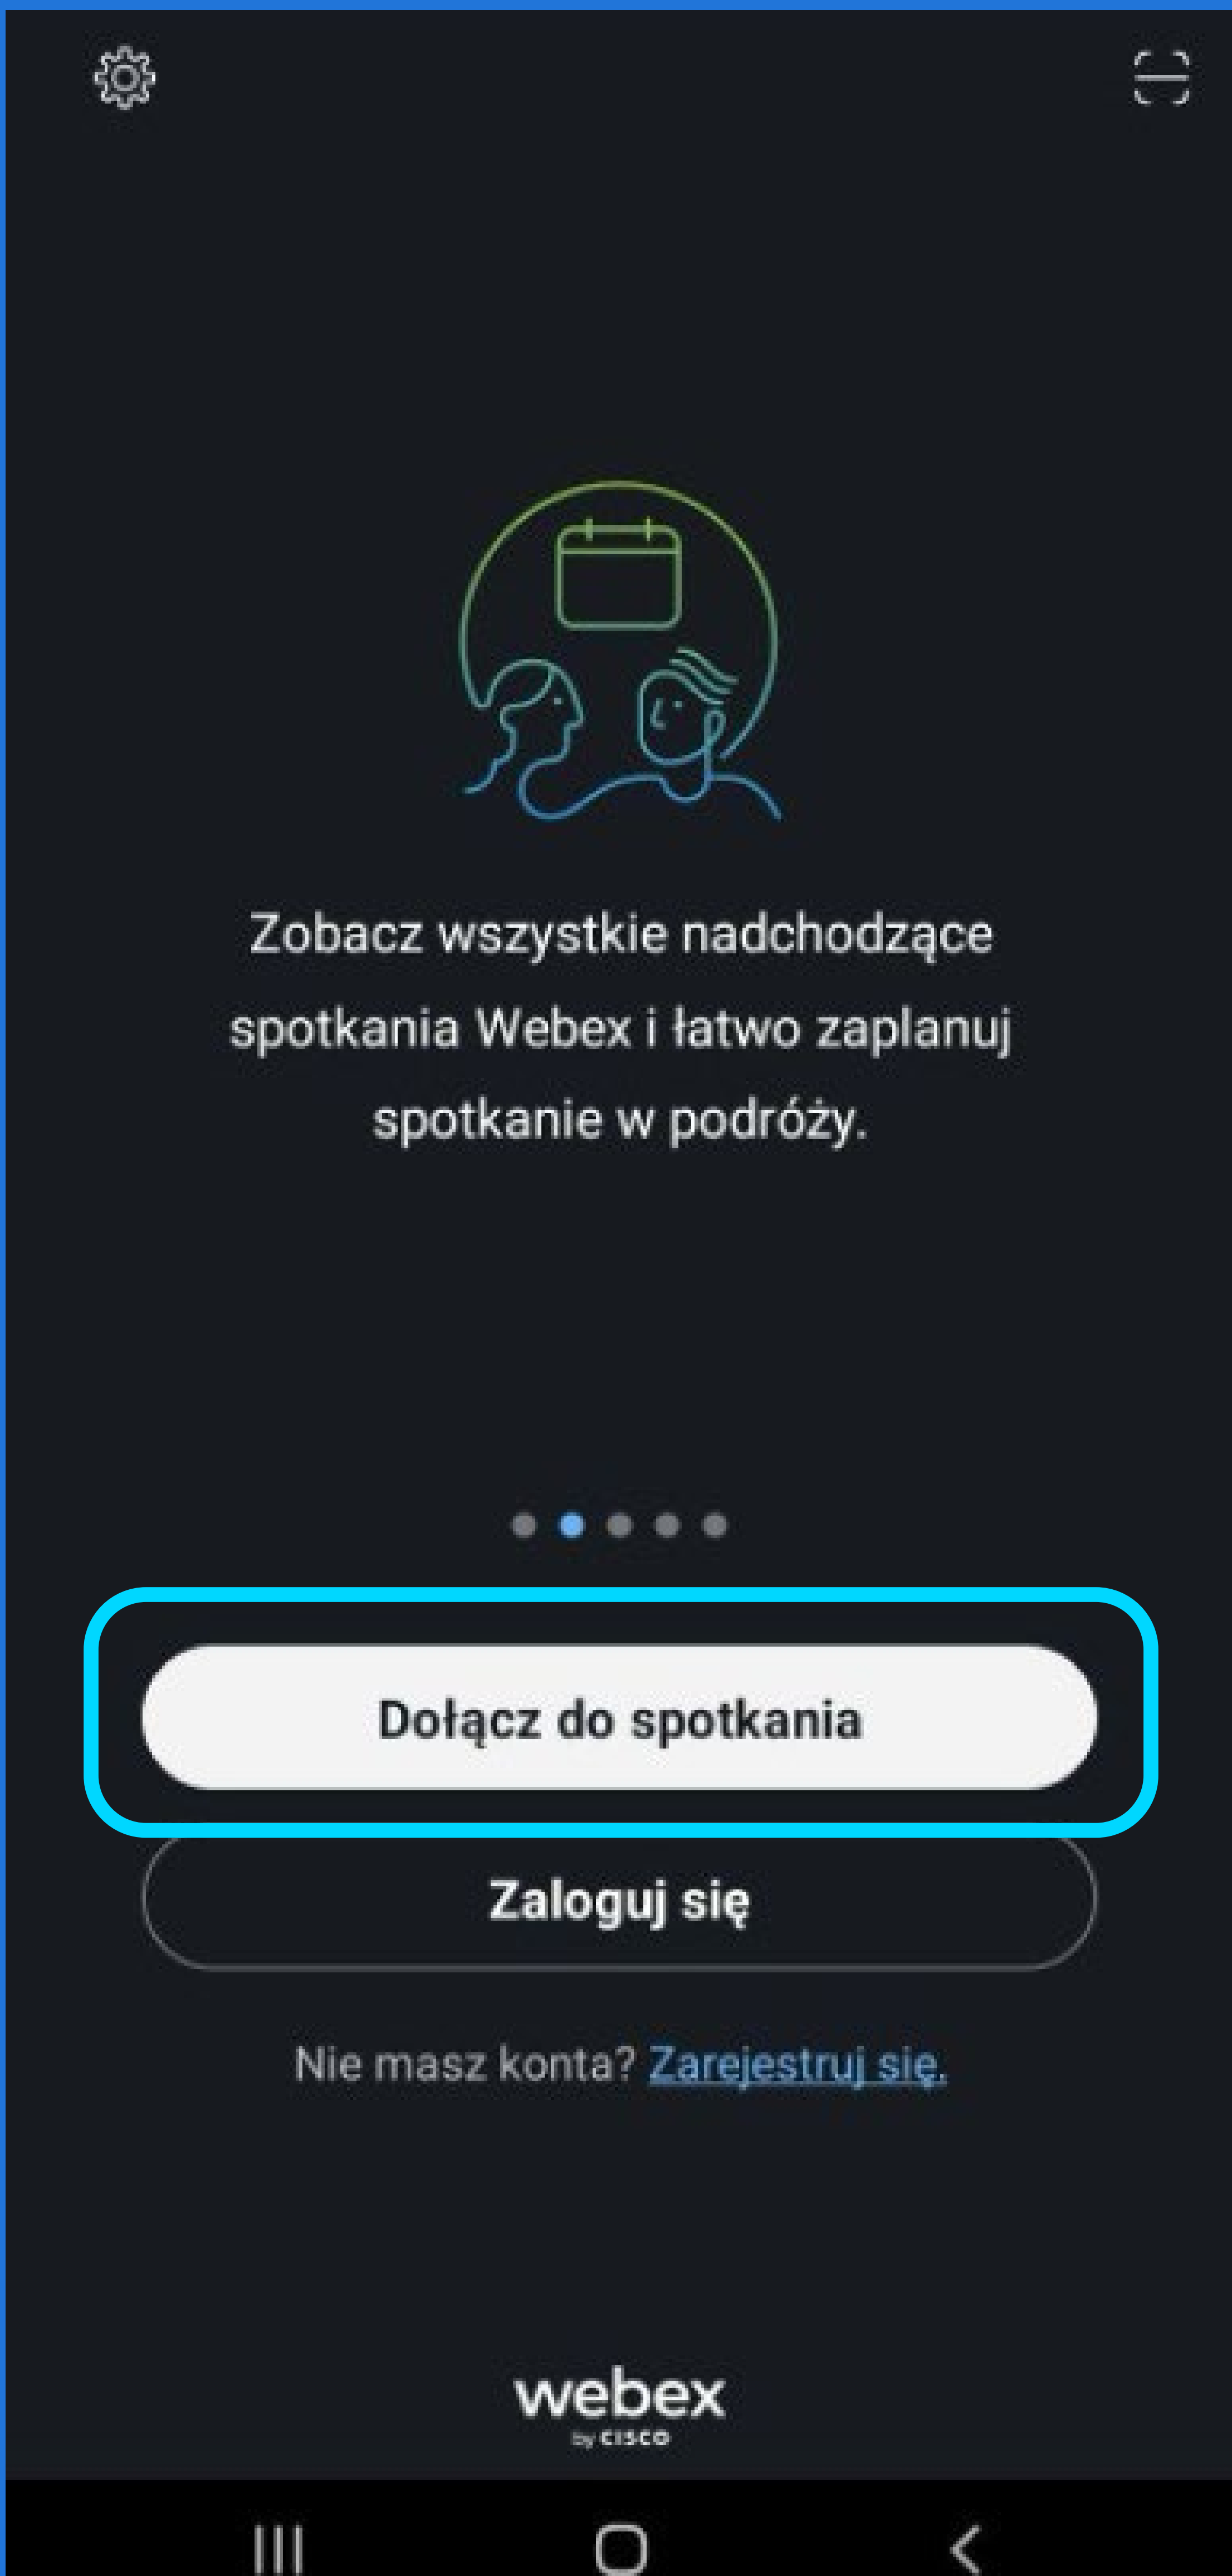 Zobacz wszystkie nadchodzące
spotkania Webex i łatwo zaplanuj
spotkanie w podróży.
Dołącz do spotkania
Zaloguj się
Nie masz konta? Zarejestruj się.
webex
by CISCO